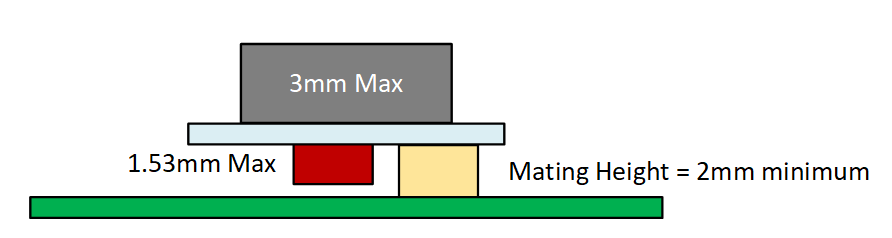 3mm Max
1.53mm Max
Mating Height = 2mm minimum